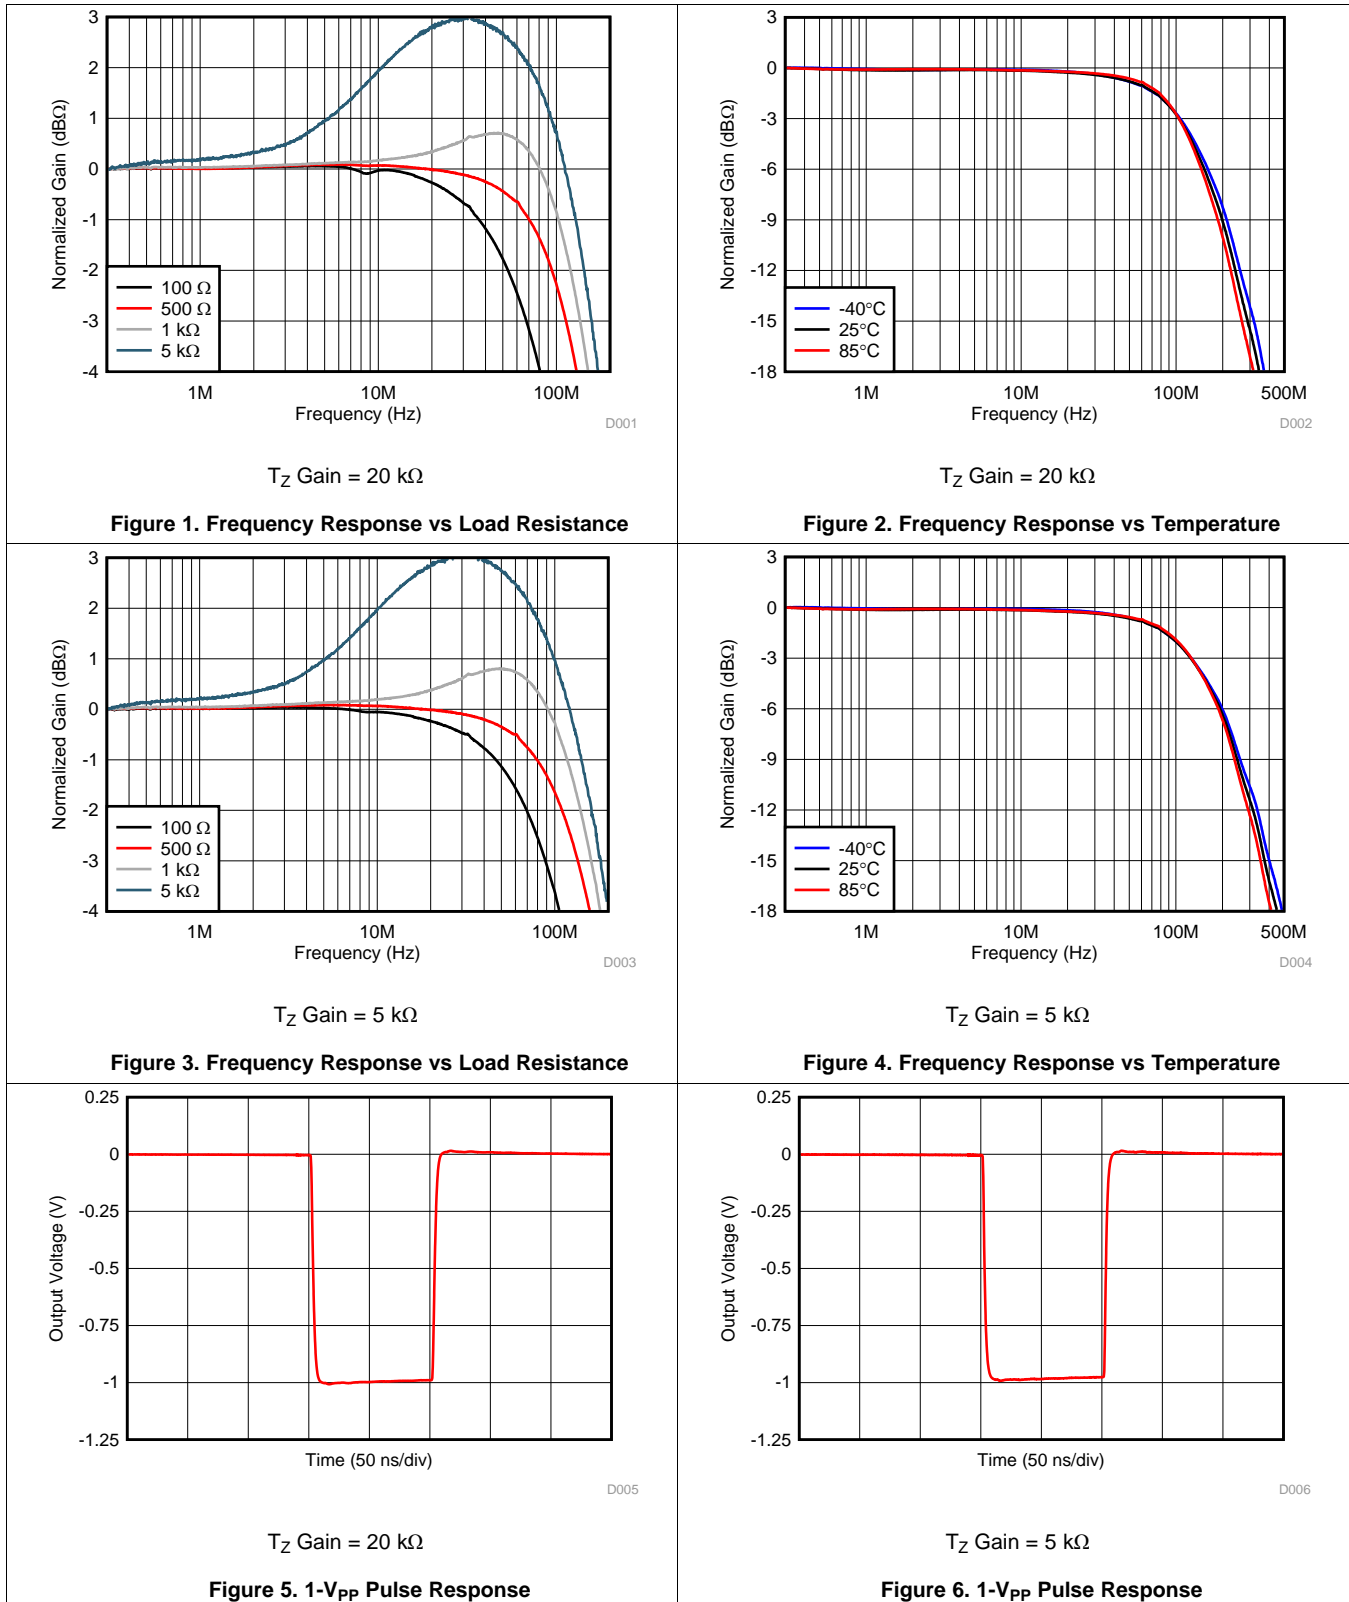 3
2
1
0
-1
-2
-3
-4
Normalized Gain (dBΩ)
100 Ω
500 Ω
1 kΩ
5 kΩ
1M 10M 100M
Frequency (Hz)
D001
TZ Gain = 20 kΩ
Figure 1. Frequency Response vs Load Resistance
3
0
-3
-6
-9
-12
-15
-18
Normalized Gain (dBΩ)
-40°C
25°C
85°C
1M 10M 100M 500M
Frequency (Hz)
D002
TZ Gain = 20 kΩ
Figure 2. Frequency Response vs Temperature
3
2
1
0
-1
-2
-3
-4
Normalized Gain (dBΩ)
100 Ω
500 Ω
1 kΩ
5 kΩ
1M 10M 100M
Frequency (Hz)
D003
TZ Gain = 5 kΩ
Figure 3. Frequency Response vs Load Resistance
3
0
-3
-6
-9
-12
-15
-18
Normalized Gain (dBΩ)
-40°C
25°C
85°C
1M 10M 100M 500M
Frequency (Hz)
D004
TZ Gain = 5 kΩ
Figure 4. Frequency Response vs Temperature
0.25
0
-0.25
-0.5
-0.75
-1
-1.25
Output Voltage (V)
Time (50 ns/div)
D005
TZ Gain = 20 kΩ
Figure 5. 1-VPP Pulse Response
0.25
0
-0.25
-0.5
-0.75
-1
-1.25
Output Voltage (V)
Time (50 ns/div)
D006
TZ Gain = 5 kΩ
Figure 6. 1-VPP Pulse Response